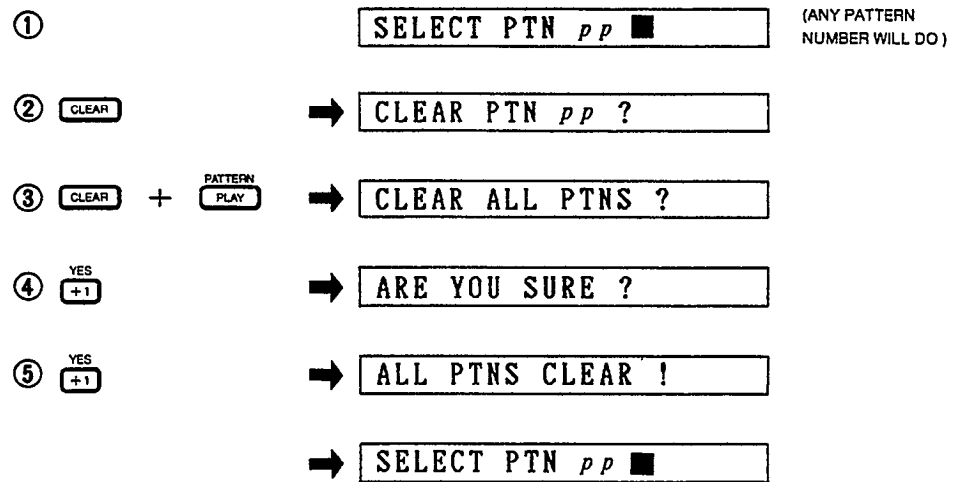 ① SELECT PTN pp ■ (ANY PATTERN
NUMBER WILL DO)
② CLEAR ➡ CLEAR PTN pp ?
PATTERN
③ CLEAR + PLAY ➡ CLEAR ALL PTNS ?
YES
④ +1 ➡ ARE YOU SURE ?
YES
⑤ +1 ➡ ALL PTNS CLEAR !
➡ SELECT PTN pp ■